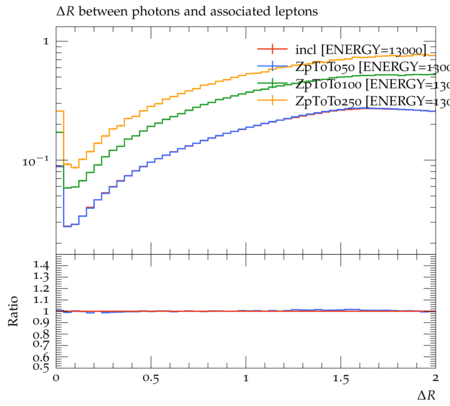 ΔR between photons and associated leptons
1
10⁻¹
incl [ENERGY=13000]
ZpToTo50 [ENERGY=1300
ZpToTo100 [ENERGY=130
ZpToTo250 [ENERGY=130
Ratio
1.4
1.3
1.2
1.1
1
0.9
0.8
0.7
0.6
0.5
0 0.5 1 1.5 2
ΔR